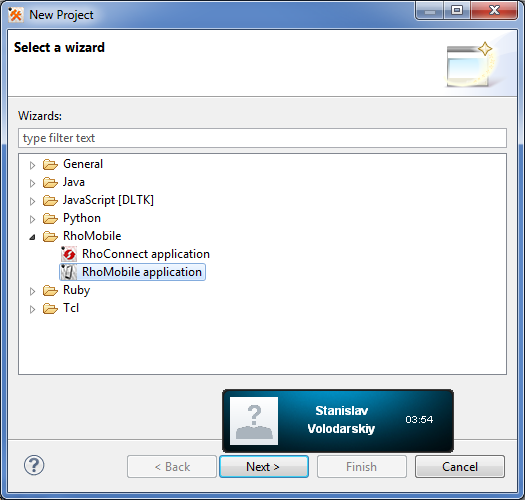 New Project
Select a wizard
Wizards:
type filter text
General
Java
JavaScript [DLTK]
Python
RhoMobile
RhoConnect application
RhoMobile application
Ruby
Tcl
Stanislav
Volodarskiy
03:54
?
< Back
Next >
Finish
Cancel